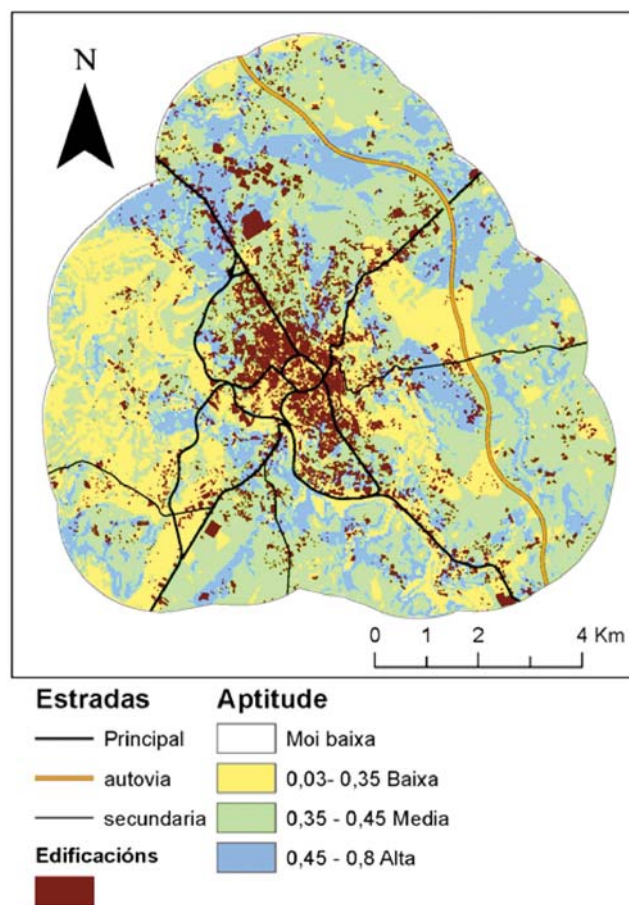 N
0 1 2 4 Km
Estradas
Principal
autovia
secundaria
Edificacións
Aptitude
Moi baixa
0,03- 0,35 Baixa
0,35 - 0,45 Media
0,45 - 0,8 Alta